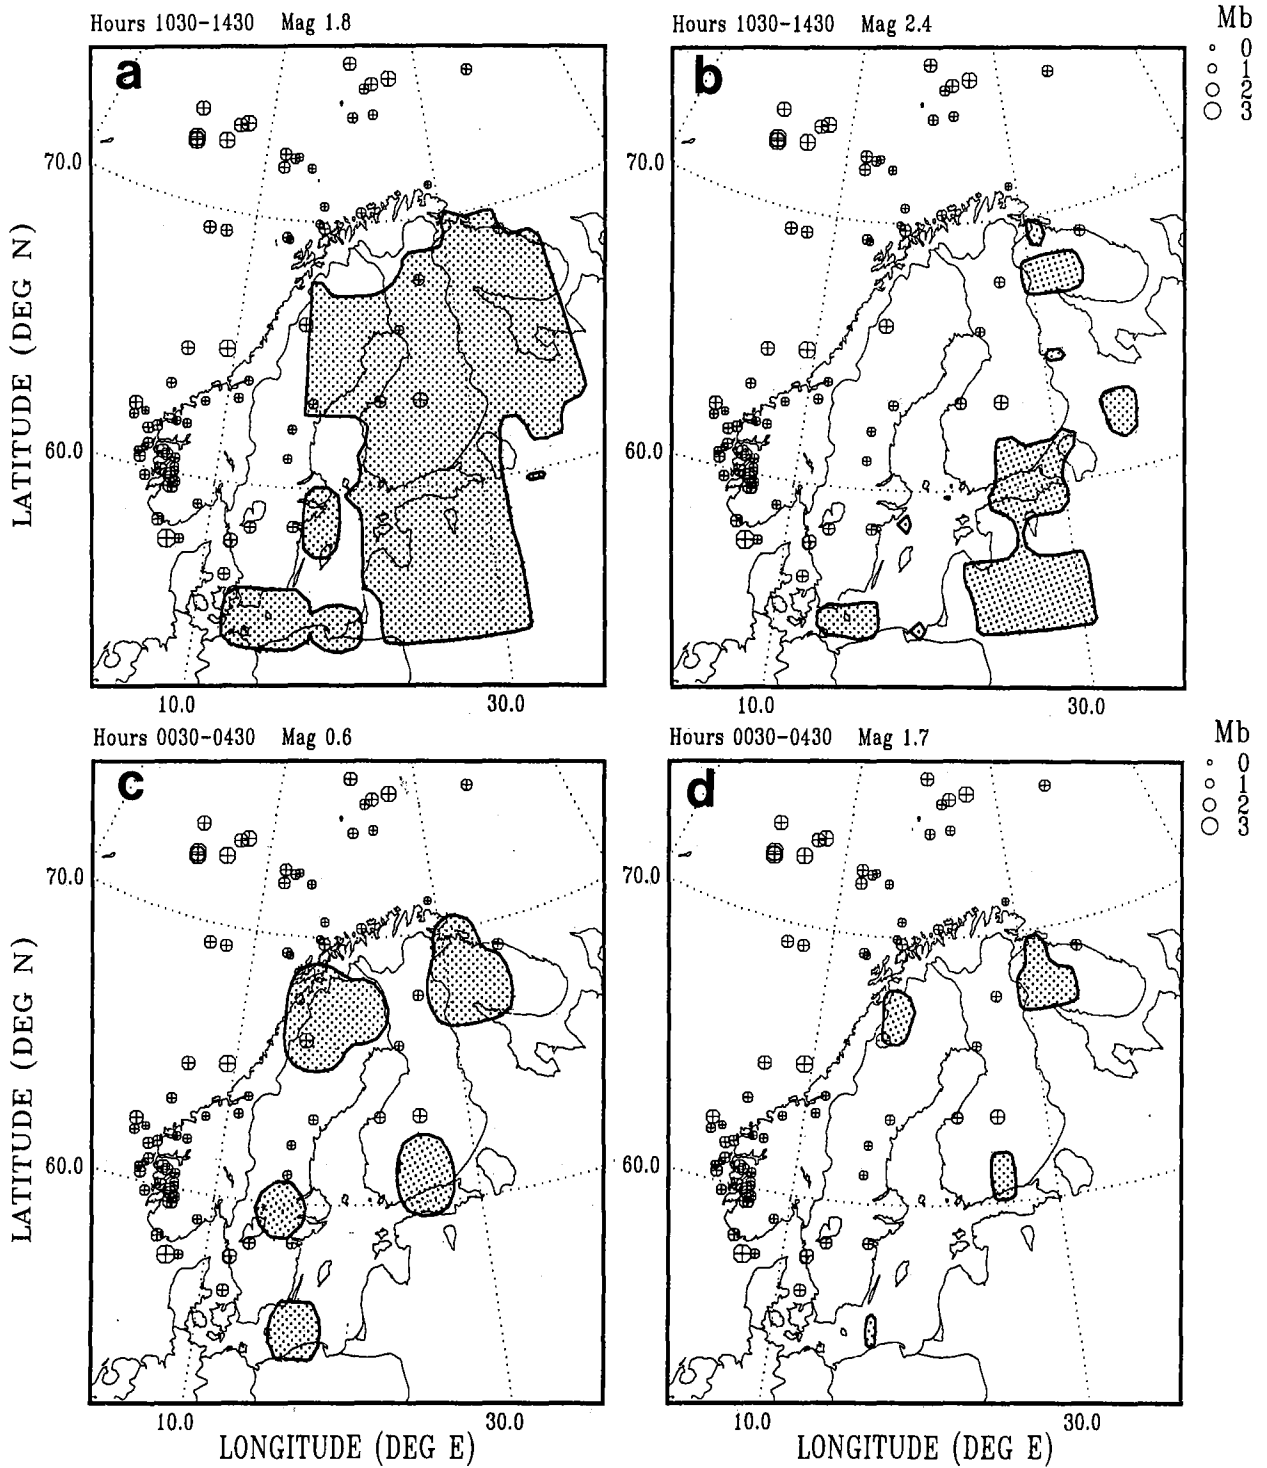 Hours 1030-1430 Mag 1.8
Hours 1030-1430 Mag 2.4
Mb
0
1
2
3
a
b
70.0
70.0
60.0
60.0
LATITUDE (DEG N)
10.0
30.0
10.0
30.0
Hours 0030-0430 Mag 0.6
Hours 0030-0430 Mag 1.7
Mb
0
1
2
3
c
d
70.0
70.0
60.0
60.0
LATITUDE (DEG N)
10.0
30.0
10.0
30.0
LONGITUDE (DEG E)
LONGITUDE (DEG E)